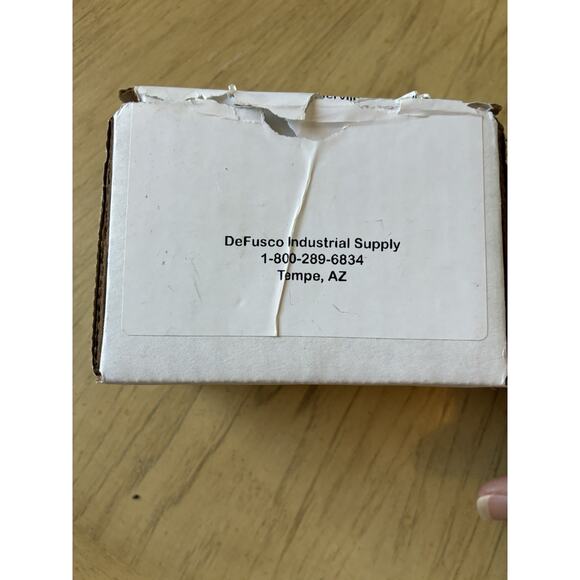 DeFusco Industrial Supply
1-800-289-6834
Tempe, AZ